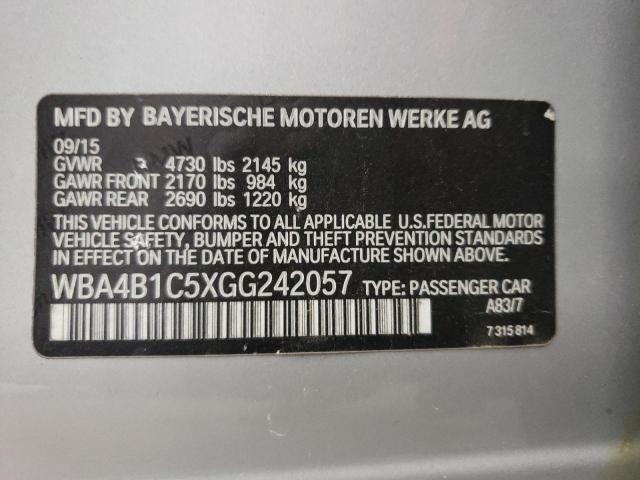 MFD BY BAYERISCHE MOTOREN WERKE AG
09/15
GVWR 4730 lbs 2145 kg
GAWR FRONT 2170 lbs 984 kg
GAWR REAR 2690 lbs 1220 kg
THIS VEHICLE CONFORMS TO ALL APPLICABLE U.S.FEDERAL MOTOR
VEHICLE SAFETY, BUMPER AND THEFT PREVENTION STANDARDS
IN EFFECT ON THE DATE OF MANUFACTURE SHOWN ABOVE.
WBA4B1C5XGG242057 TYPE: PASSENGER CAR
A83/7
7 315 814